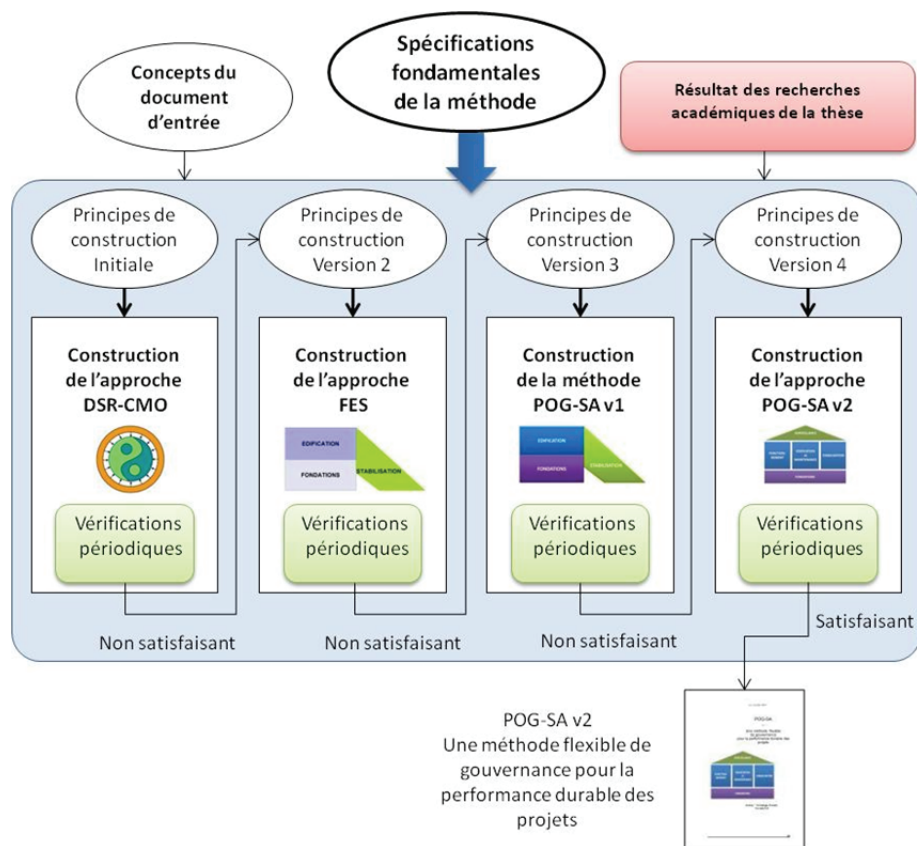 Spécifications
fondamentales
de la méthode
Concepts du
document
d'entrée
Résultat des recherches
académiques de la thèse
Principes de
construction
Initiale
Principes de
construction
Version 2
Principes de
construction
Version 3
Principes de
construction
Version 4
Construction
de l'approche
DSR-CMO
Construction
de l'approche
FES
EDIFICATION
FONDATIONS
STABILISATION
Construction
de la méthode
POG-SA v1
EDIFICATION
FONDATIONS
STABILISATION
Construction
de l'approche
POG-SA v2
Vérifications
périodiques
Vérifications
périodiques
Vérifications
périodiques
Vérifications
périodiques
Non satisfaisant
Non satisfaisant
Non satisfaisant
Satisfaisant
POG-SA v2
Une méthode flexible de
gouvernance pour la
performance durable des
projets
POG-SA